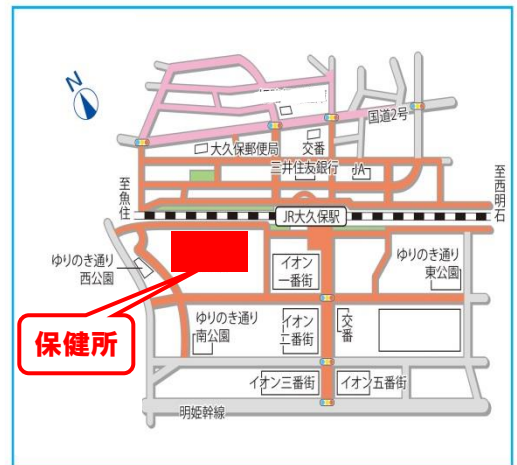 N
国道2号
大久保郵便局
交番
三井住友銀行
JA
至魚住
至西明石
JR大久保駅
ゆりのき通り
西公園
イオン
一番街
ゆりのき通り
東公園
保健所
ゆりのき通り
南公園
イオン
二番街
交番
イオン三番街
イオン五番街
明姫幹線